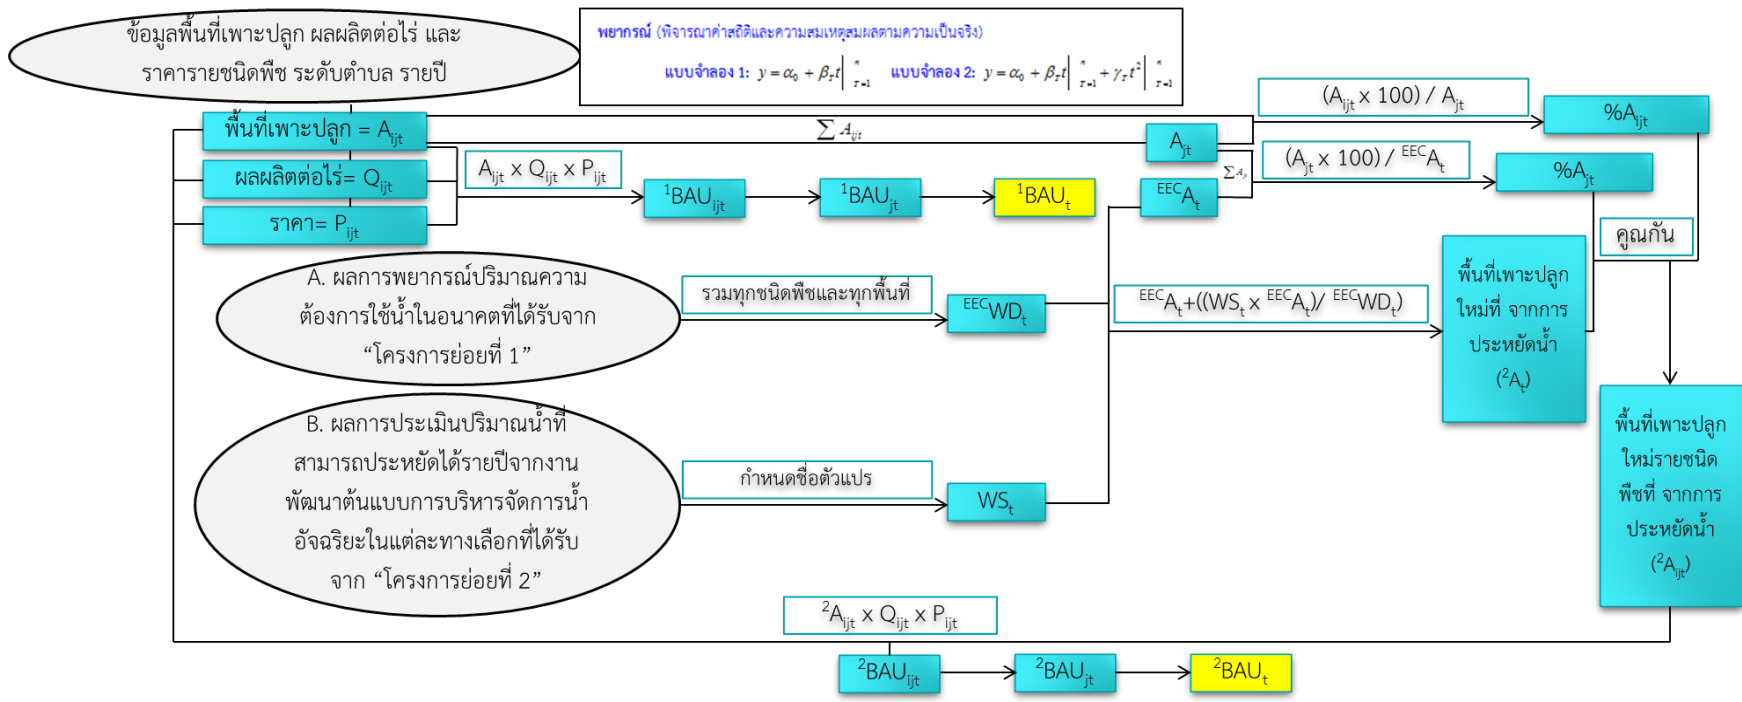 ข้อมูลพื้นที่เพาะปลูก ผลผลิตต่อไร่ และ
ราคารายชนิดพืช ระดับตำบล รายปี
พยากรณ์ (พิจารณาค่าสถิติและความสมเหตุสมผลตามความเป็นจริง)
แบบจำลอง 1: y = α₀ + β_T t | ⁿ_{T=1} แบบจำลอง 2: y = α₀ + β_T t | ⁿ_{T=1} + γ_T t² | ⁿ_{T=1}
พื้นที่เพาะปลูก = A_ijt
ผลผลิตต่อไร่= Q_ijt
ราคา= P_ijt
A_ijt x Q_ijt x P_ijt
∑ A_ijt
A_jt
∑ A_jt
(A_ijt x 100) / A_jt
%A_ijt
(A_jt x 100) / ^EEC A_t
%A_jt
^1BAU_ijt
^1BAU_jt
^1BAU_t
^EEC A_t
คูณกัน
A. ผลการพยากรณ์ปริมาณความ
ต้องการใช้น้ำในอนาคตที่ได้รับจาก
“โครงการย่อยที่ 1”
รวมทุกชนิดพืชและทุกพื้นที่
^EEC WD_t
^EEC A_t+((WS_t x ^EEC A_t)/ ^EEC WD_t)
พื้นที่เพาะปลูก
ใหม่ที่ จากการ
ประหยัดน้ำ
(^2A_t)
B. ผลการประเมินปริมาณน้ำที่
สามารถประหยัดได้รายปีจากงาน
พัฒนาต้นแบบการบริหารจัดการน้ำ
อัจฉริยะในแต่ละทางเลือกที่ได้รับ
จาก “โครงการย่อยที่ 2”
กำหนดชื่อตัวแปร
WS_t
พื้นที่เพาะปลูก
ใหม่รายชนิด
พืชที่ จากการ
ประหยัดน้ำ
(^2A_ijt)
^2A_ijt x Q_ijt x P_ijt
^2BAU_ijt
^2BAU_jt
^2BAU_t